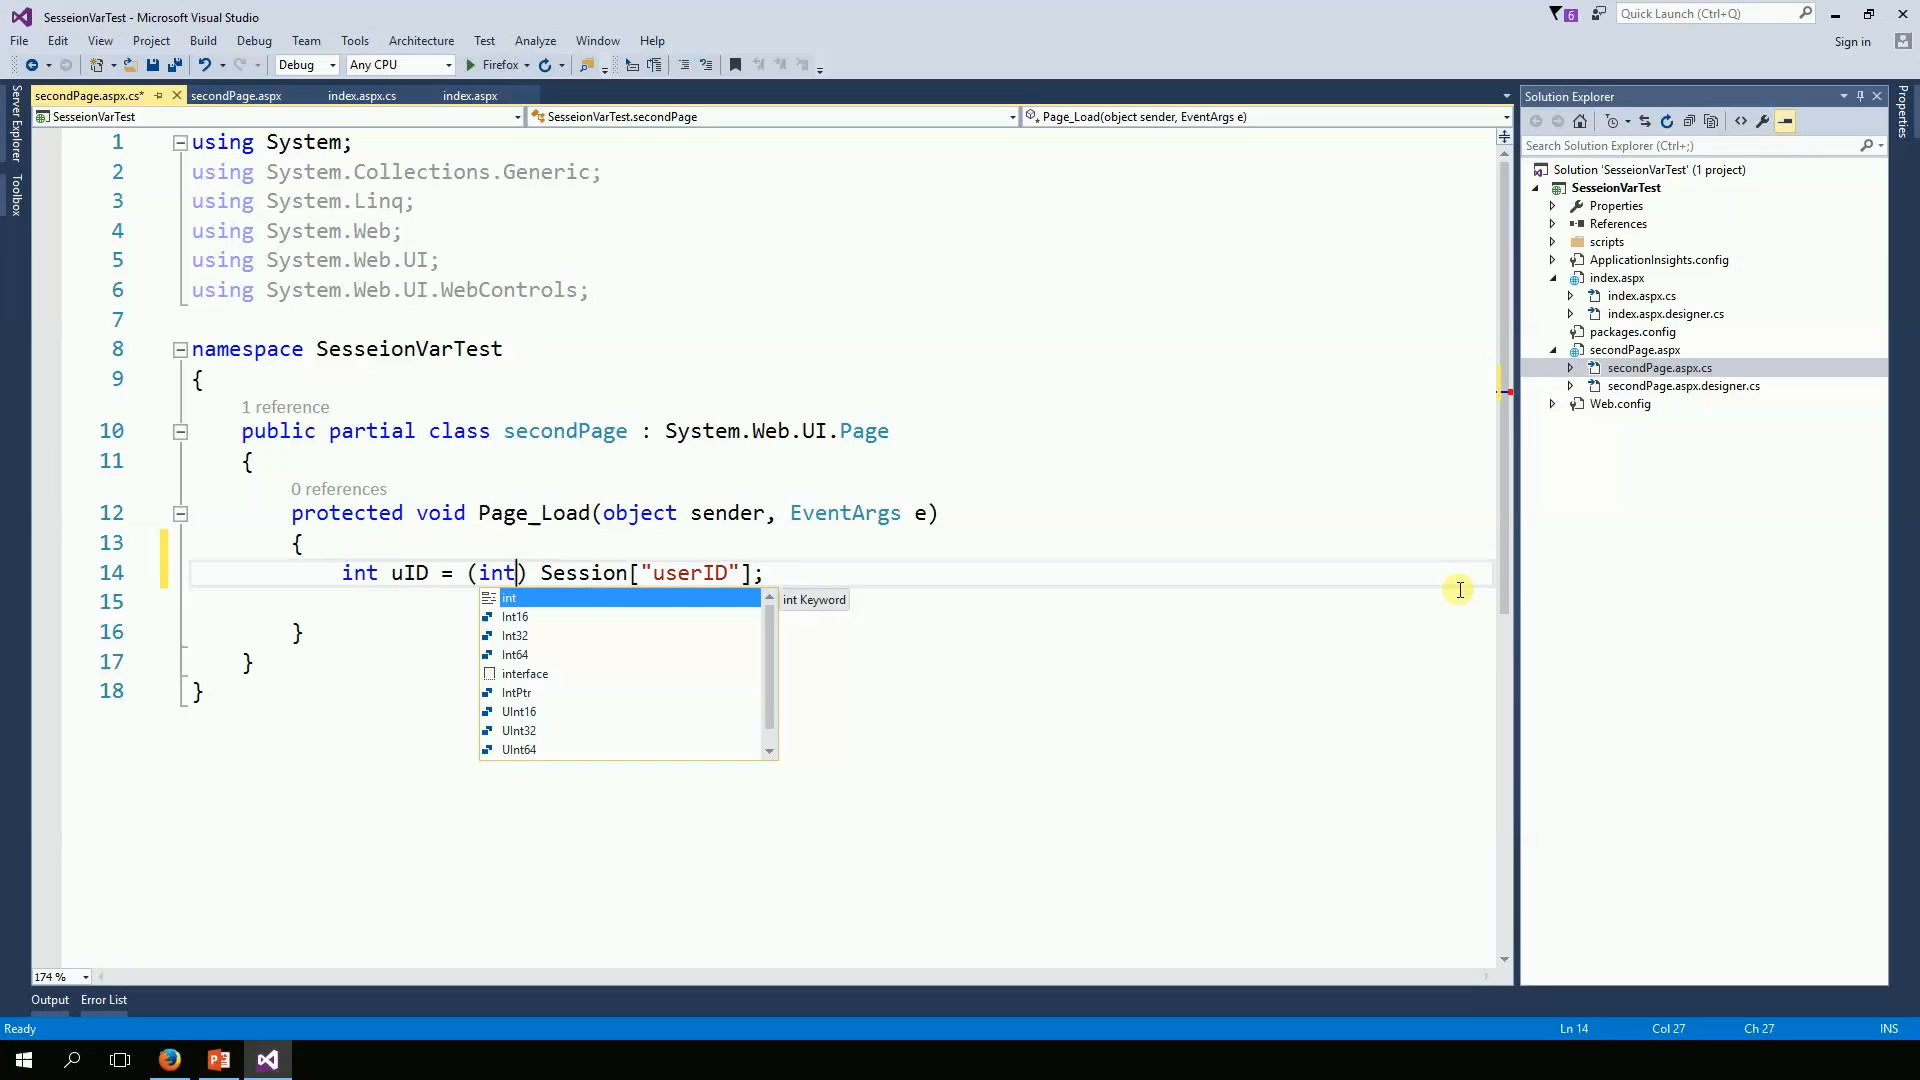 SesseionVarTest - Microsoft Visual Studio
6
Quick Launch (Ctrl+Q)
File Edit View Project Build Debug Team Tools Architecture Test Analyze Window Help
Sign in
Debug Any CPU Firefox
Server Explorer
Toolbox
secondPage.aspx.cs* secondPage.aspx index.aspx.cs index.aspx
SesseionVarTest SesseionVarTest.secondPage Page_Load(object sender, EventArgs e)
1 using System;
2 using System.Collections.Generic;
3 using System.Linq;
4 using System.Web;
5 using System.Web.UI;
6 using System.Web.UI.WebControls;
7
8 namespace SesseionVarTest
9 {
1 reference
10 public partial class secondPage : System.Web.UI.Page
11 {
0 references
12 protected void Page_Load(object sender, EventArgs e)
13 {
14 int uID = (int) Session["userID"];
15
16 }
17 }
18 }
int
Int16
Int32
Int64
interface
IntPtr
UInt16
UInt32
UInt64
int Keyword
174 %
Output Error List
Solution Explorer
Search Solution Explorer (Ctrl+;)
Solution 'SesseionVarTest' (1 project)
SesseionVarTest
Properties
References
scripts
ApplicationInsights.config
index.aspx
index.aspx.cs
index.aspx.designer.cs
packages.config
secondPage.aspx
secondPage.aspx.cs
secondPage.aspx.designer.cs
Web.config
Properties
Ready Ln 14 Col 27 Ch 27 INS